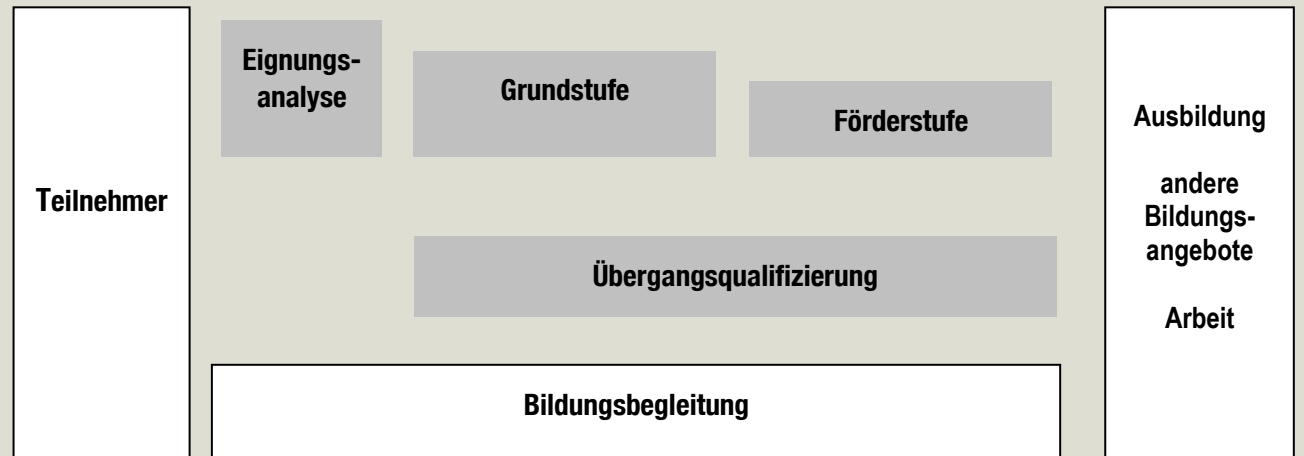 Teilnehmer
Eignungs-
analyse
Grundstufe
Förderstufe
Übergangsqualifizierung
Bildungsbegleitung
Ausbildung
andere
Bildungs-
angebote
Arbeit